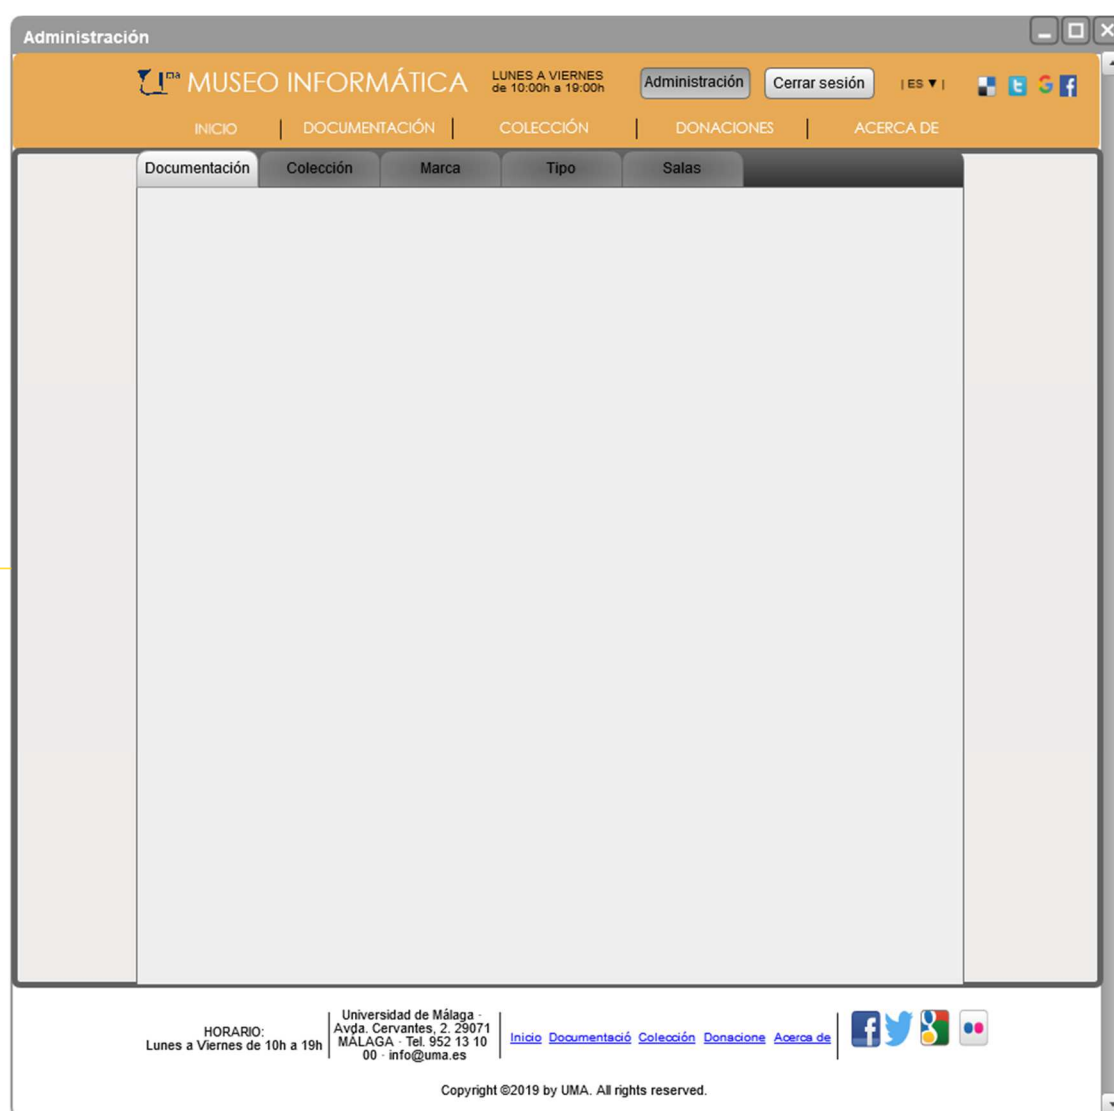 Administración
uma MUSEO INFORMÁTICA
LUNES A VIERNES
de 10:00h a 19:00h
Administración
Cerrar sesión
| ES ▼ |
INICIO | DOCUMENTACIÓN | COLECCIÓN | DONACIONES | ACERCA DE
Documentación Colección Marca Tipo Salas
HORARIO:
Lunes a Viernes de 10h a 19h
Universidad de Málaga ·
Avda. Cervantes, 2. 29071
MÁLAGA · Tel. 952 13 10
00 · info@uma.es
Inicio Documentació Colección Donacione Acerca de
Copyright ©2019 by UMA. All rights reserved.